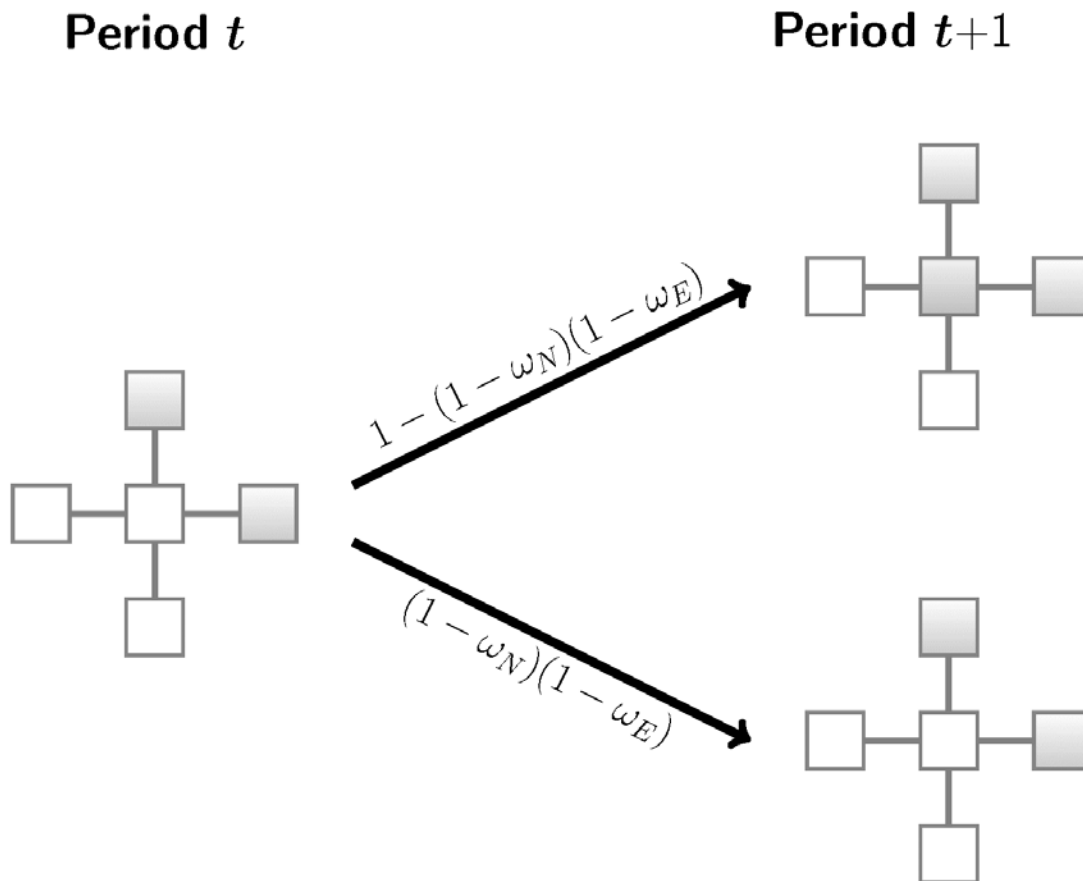 Period t
Period t+1
1 − (1 − ω_N)(1 − ω_E)
(1 − ω_N)(1 − ω_E)